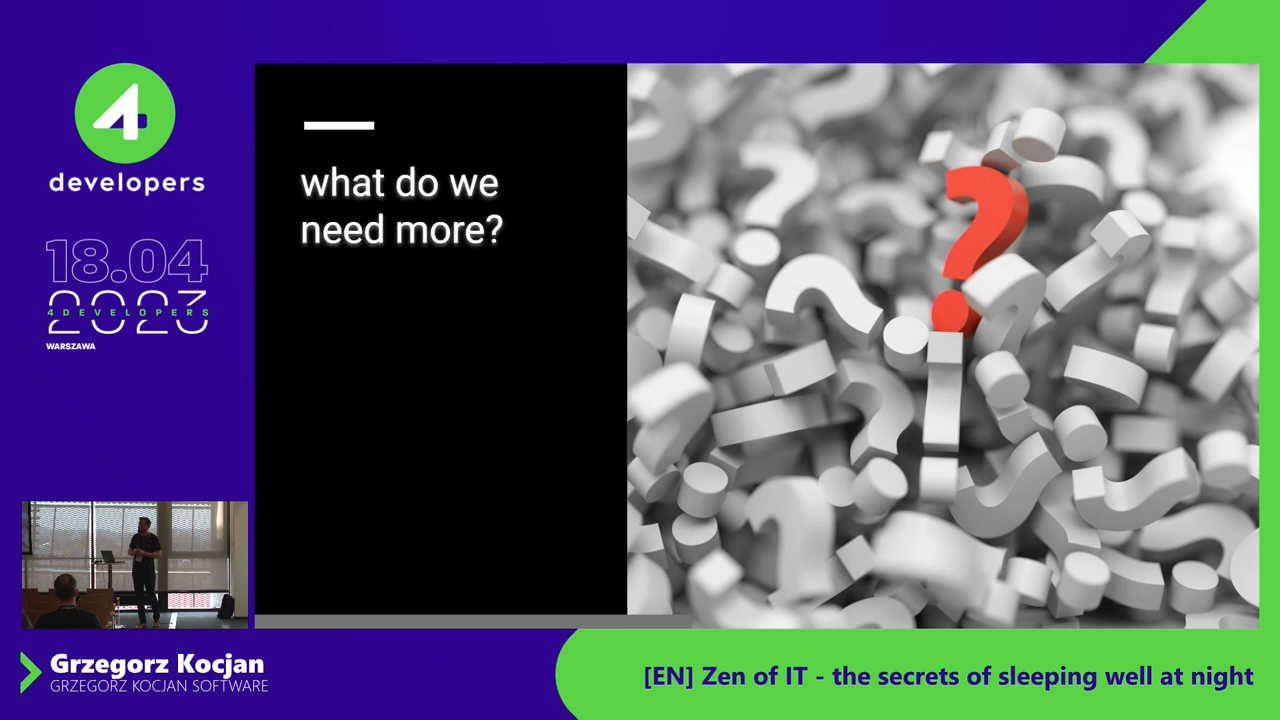 4
developers
18.04
2023
4DEVELOPERS
WARSZAWA
what do we
need more?
Grzegorz Kocjan
GRZEGORZ KOCJAN SOFTWARE
[EN] Zen of IT - the secrets of sleeping well at night